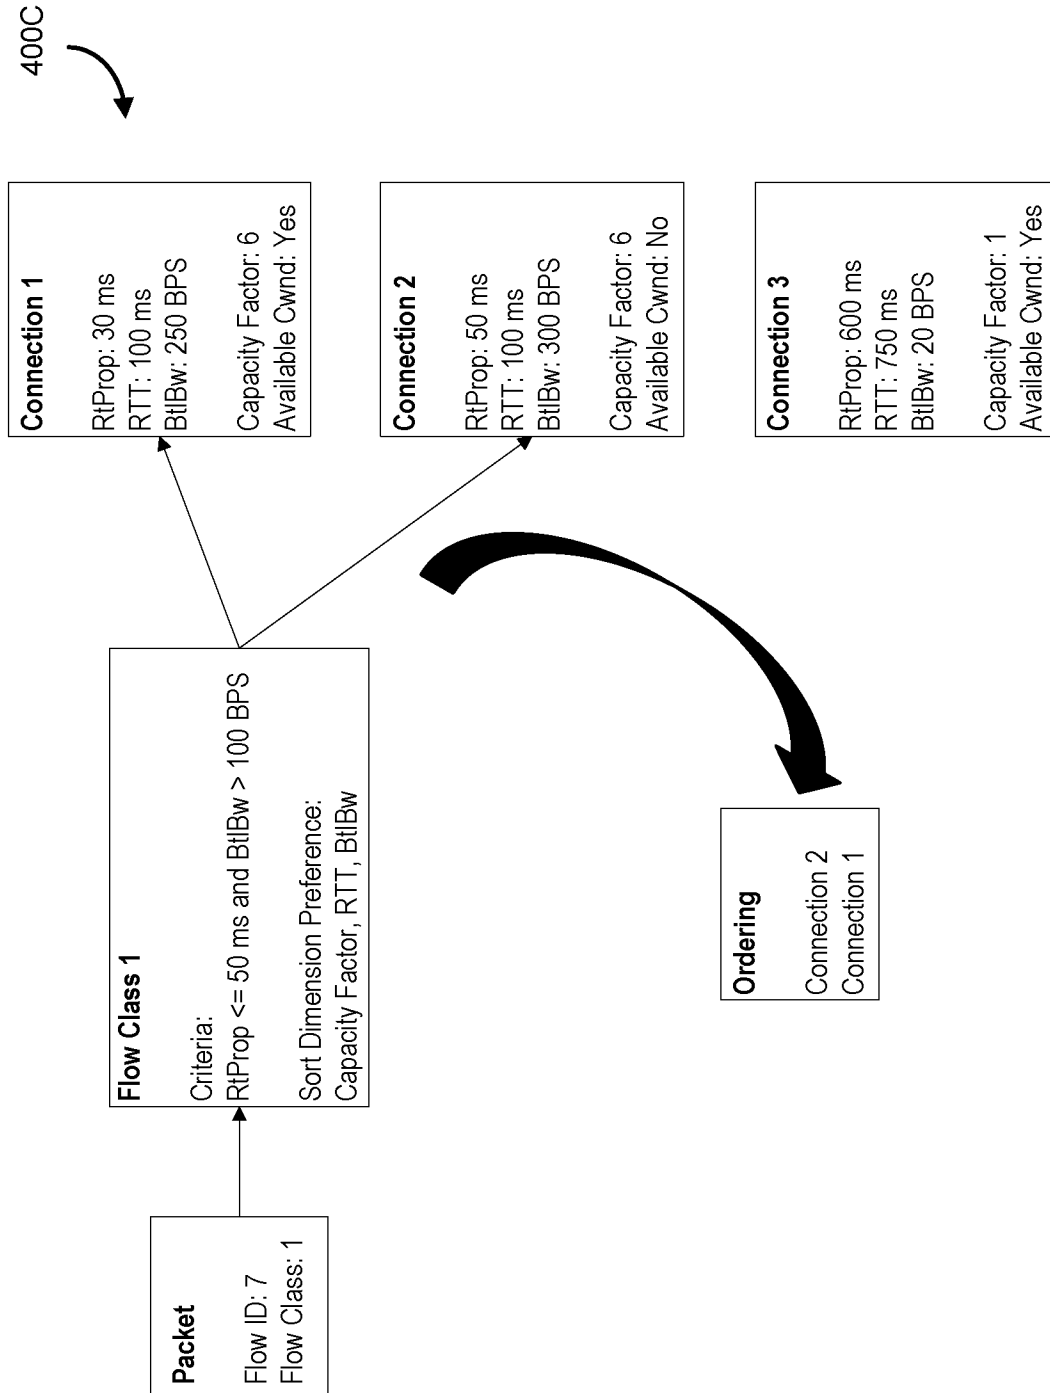 400C
Packet
Flow ID: 7
Flow Class: 1
Flow Class 1
Criteria:
RtProp <= 50 ms and BtlBw > 100 BPS
Sort Dimension Preference:
Capacity Factor, RTT, BtlBw
Connection 1
RtProp: 30 ms
RTT: 100 ms
BtlBw: 250 BPS
Capacity Factor: 6
Available Cwnd: Yes
Connection 2
RtProp: 50 ms
RTT: 100 ms
BtlBw: 300 BPS
Capacity Factor: 6
Available Cwnd: No
Connection 3
RtProp: 600 ms
RTT: 750 ms
BtlBw: 20 BPS
Capacity Factor: 1
Available Cwnd: Yes
Ordering
Connection 2
Connection 1